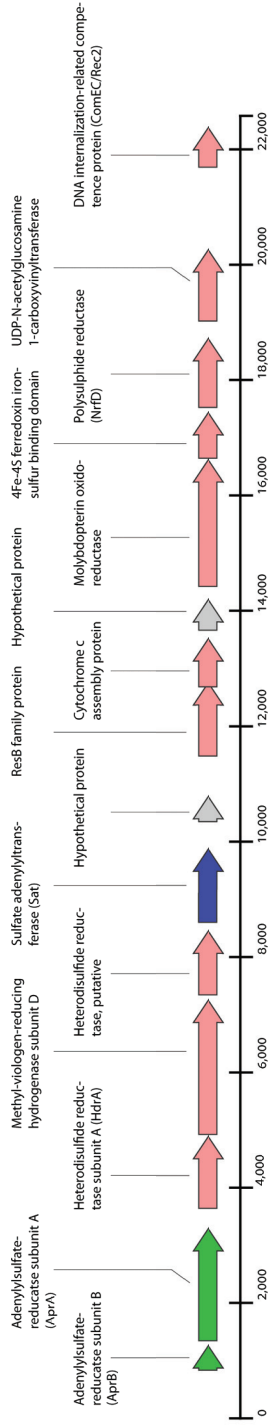 Adenylylsulfate-
reducatse subunit A
(AprA)
Methyl-viologen-reducing
hydrogenase subunit D
Sulfate adenylyltrans-
ferase (Sat)
ResB family protein
Hypothetical protein
4Fe-4S ferredoxin iron-
sulfur binding domain
UDP-N-acetylglucosamine
1-carboxyvinyltransferase
Adenylylsulfate-
reducatse subunit B
(AprB)
Heterodisulfide reduc-
tase subunit A (HdrA)
Heterodisulfide reduc-
tase, putative
Hypothetical protein
Cytochrome c
assembly protein
Molybdopterin oxido-
reductase
Polysulphide reductase
(NrfD)
DNA internalization-related compe-
tence protein (ComEC/Rec2)
0
2,000
4,000
6,000
8,000
10,000
12,000
14,000
16,000
18,000
20,000
22,000